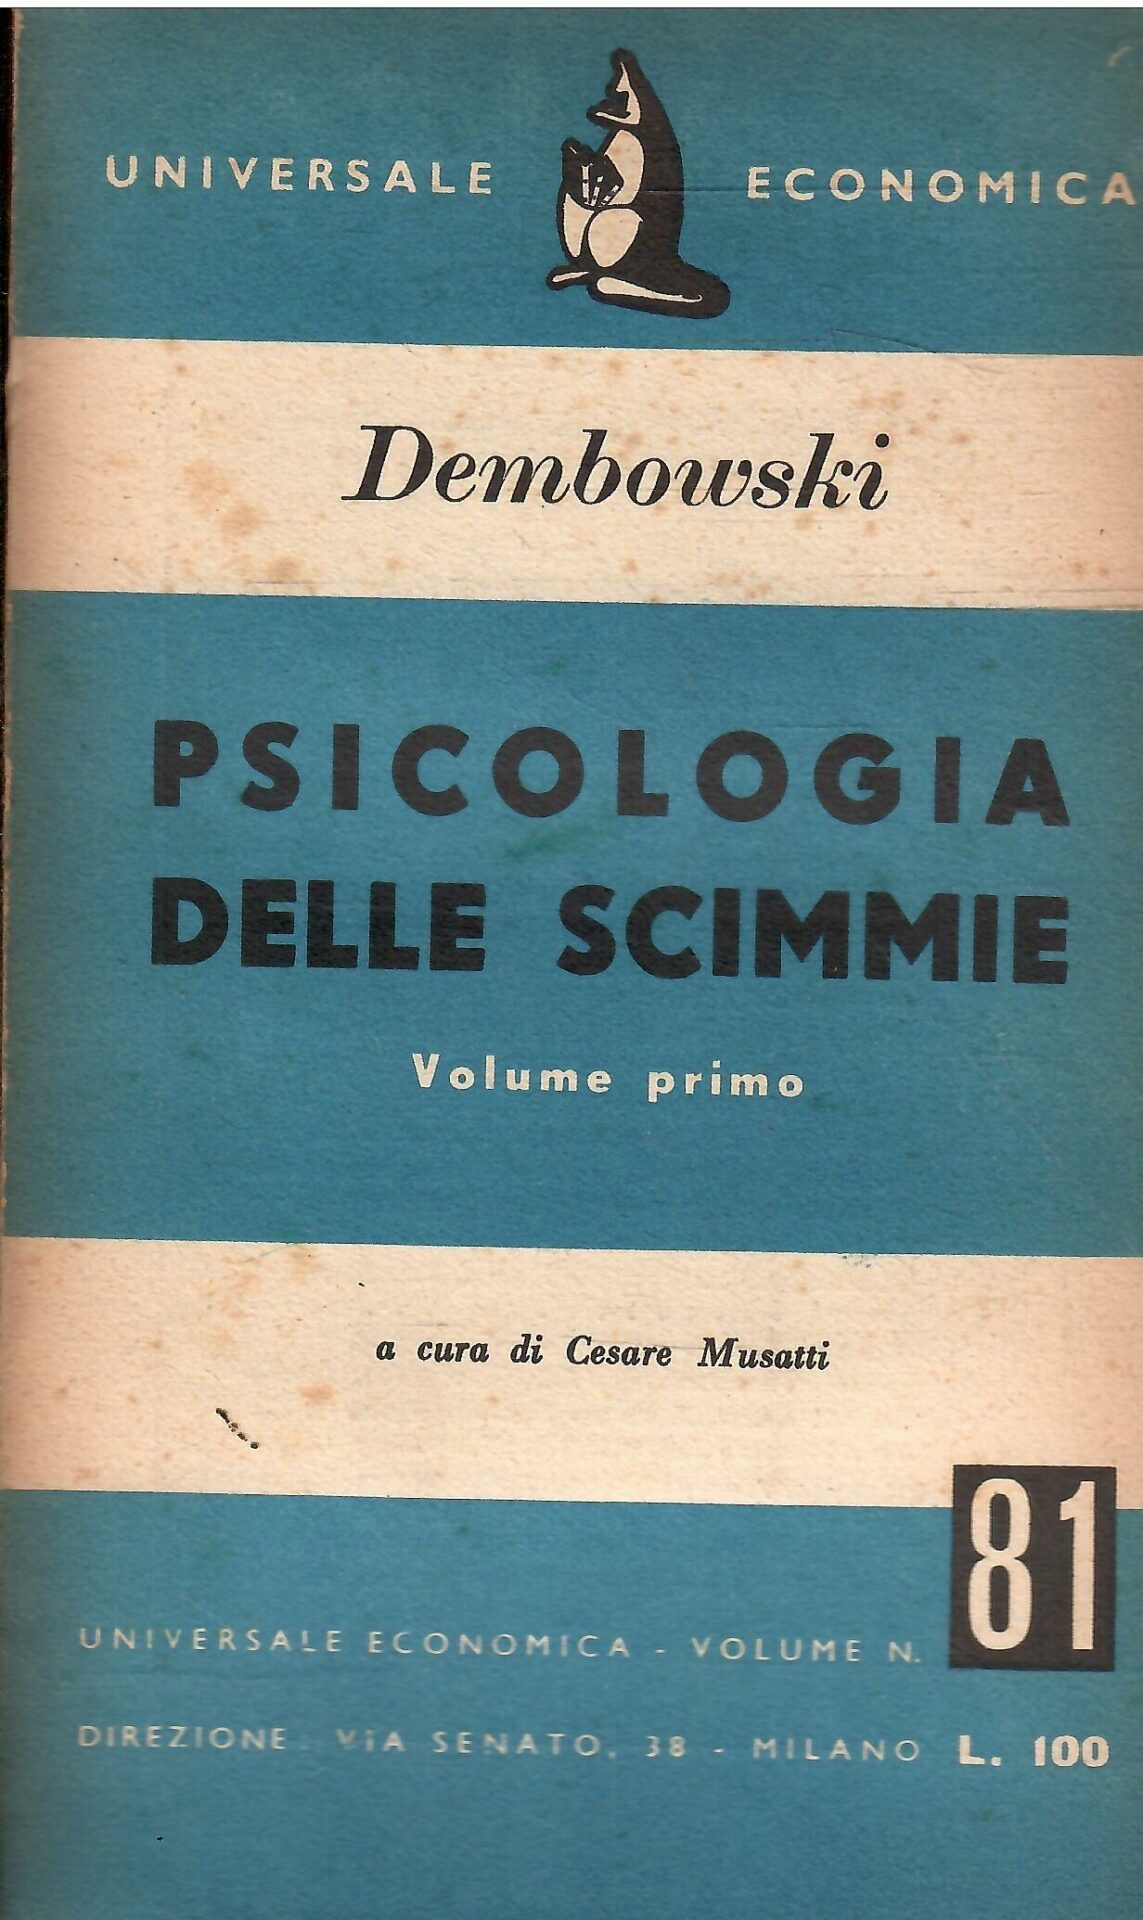 UNIVERSALE ECONOMICA
Dembowski
PSICOLOGIA
DELLE SCIMMIE
Volume primo
a cura di Cesare Musatti
81
UNIVERSALE ECONOMICA - VOLUME N.
DIREZIONE: VIA SENATO, 38 - MILANO L. 100